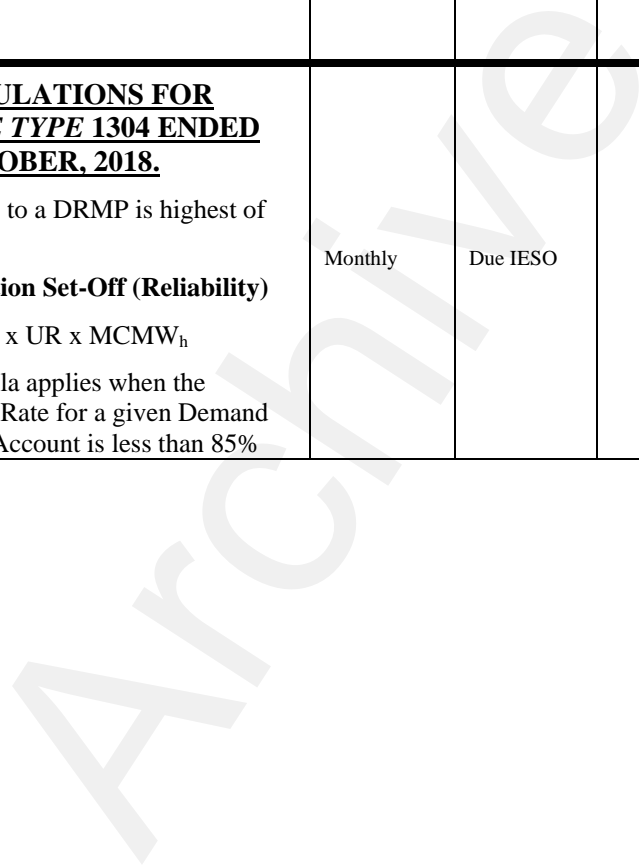 ULATIONS FOR
TYPE 1304 ENDED
OBER, 2018.
to a DRMP is highest of
ion Set-Off (Reliability)
x UR x MCMWh
la applies when the
Rate for a given Demand
Account is less than 85%
Monthly
Due IESO
Archive